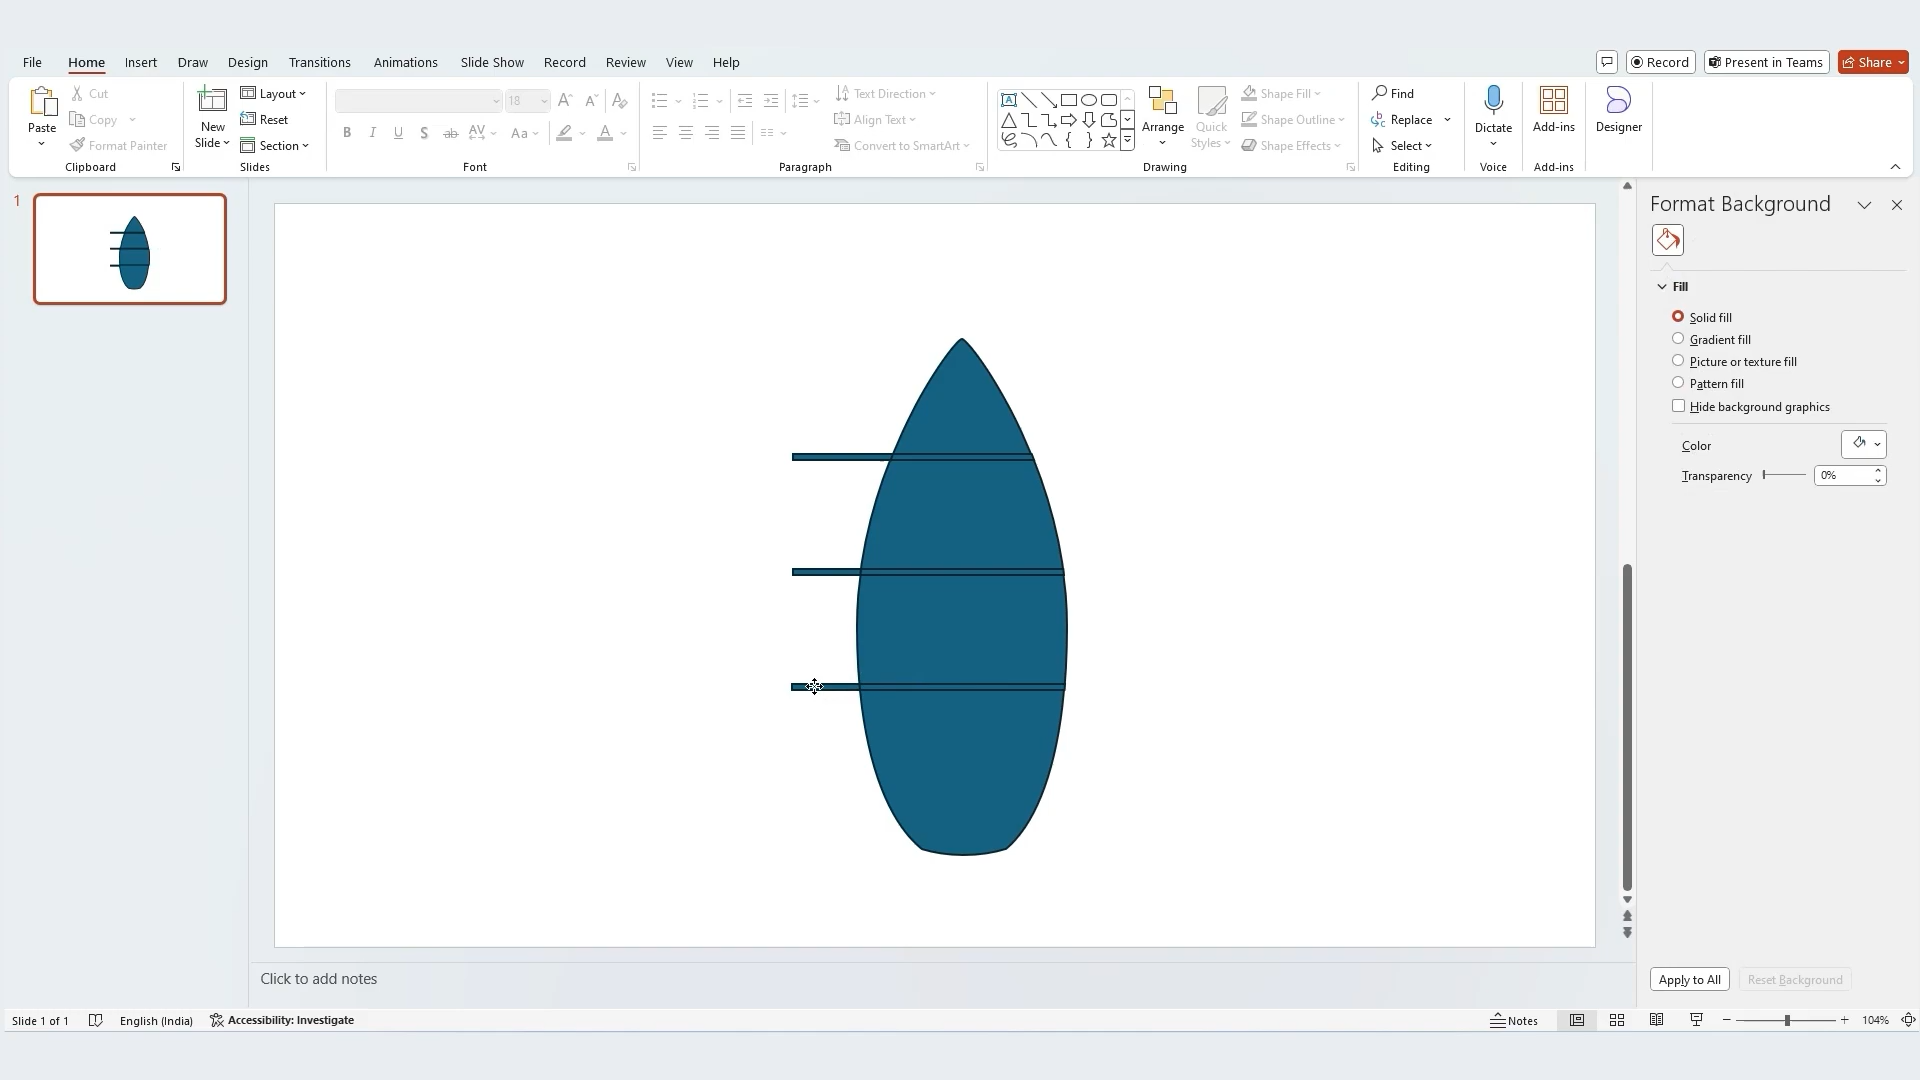 File Home Insert Draw Design Transitions Animations Slide Show Record Review View Help Record Present in Teams Share
Paste Cut Copy Format Painter
Clipboard
New Slide Layout Reset Section
Slides
18
B I U S ab AV Aa A
Font
Text Direction
Align Text
Convert to SmartArt
Paragraph
Arrange
Quick Styles
Shape Fill
Shape Outline
Shape Effects
Drawing
Find
Replace
Select
Editing
Dictate
Voice
Add-ins
Add-ins
Designer
1
Format Background
Fill
Solid fill
Gradient fill
Picture or texture fill
Pattern fill
Hide background graphics
Color
Transparency 0%
Apply to All Reset Background
Click to add notes
Slide 1 of 1 English (India) Accessibility: Investigate Notes 104%